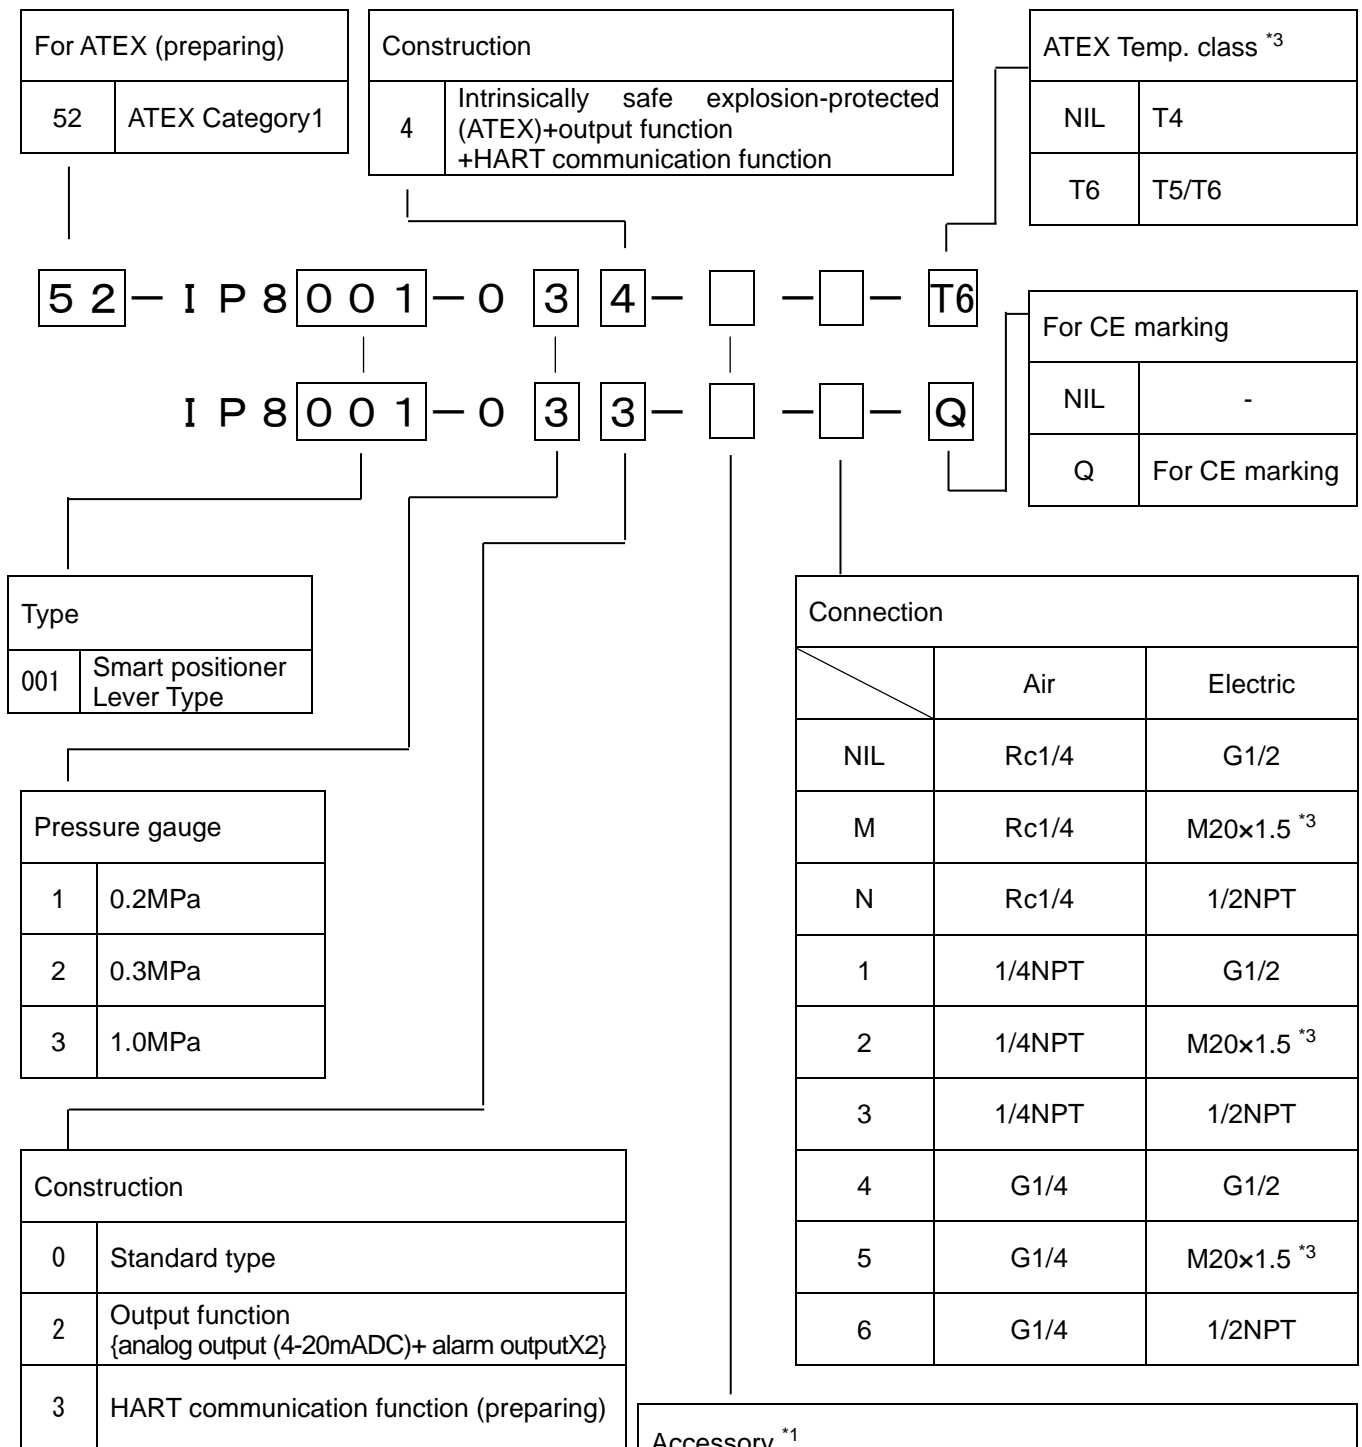 For ATEX (preparing)
52 ATEX Category1
Construction
4 Intrinsically safe explosion-protected
(ATEX)+output function
+HART communication function
ATEX Temp. class *3
NIL T4
T6 T5/T6
52-IP8001-034-□-□-T6
IP8001-033-□-□-Q
For CE marking
NIL -
Q For CE marking
Type
001 Smart positioner
Lever Type
Pressure gauge
1 0.2MPa
2 0.3MPa
3 1.0MPa
Construction
0 Standard type
2 Output function
{analog output (4-20mADC)+ alarm outputX2}
3 HART communication function (preparing)
Connection
Air Electric
NIL Rc1/4 G1/2
M Rc1/4 M20×1.5 *3
N Rc1/4 1/2NPT
1 1/4NPT G1/2
2 1/4NPT M20×1.5 *3
3 1/4NPT 1/2NPT
4 G1/4 G1/2
5 G1/4 M20×1.5 *3
6 G1/4 1/2NPT
Accessory *1